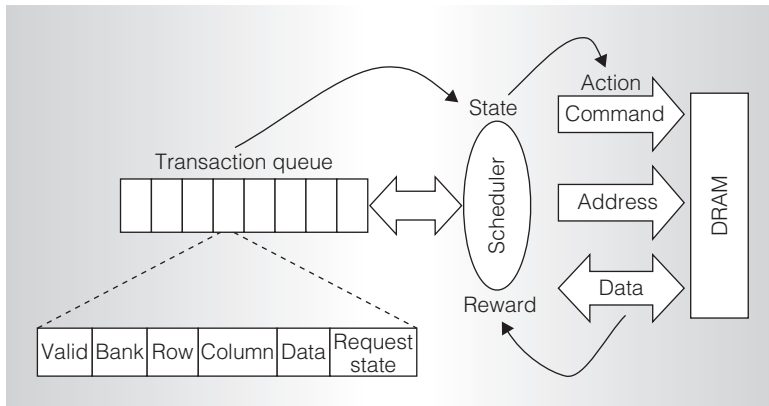 Action
State
Command
Transaction queue
Scheduler
Address
DRAM
Reward
Data
Valid
Bank
Row
Column
Data
Request
state